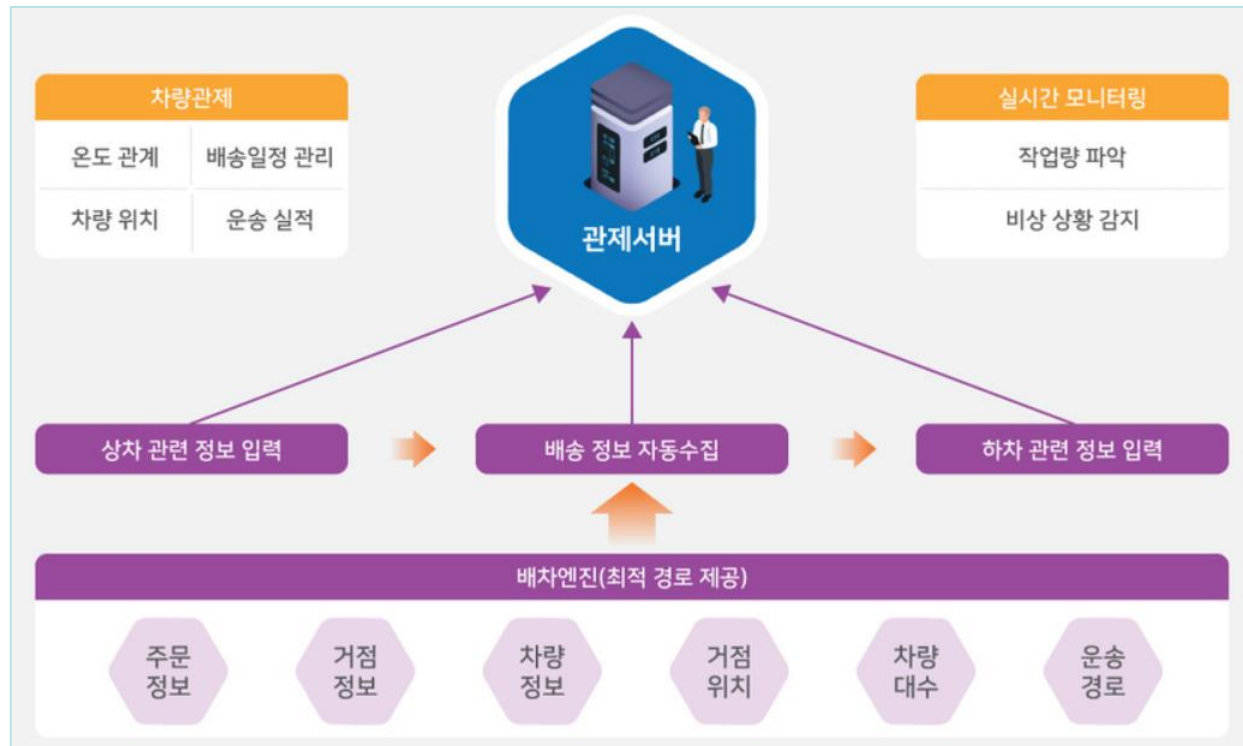 차량관제
온도 관계
배송일정 관리
차량 위치
운송 실적
관제서버
실시간 모니터링
작업량 파악
비상 상황 감지
상차 관련 정보 입력
배송 정보 자동수집
하차 관련 정보 입력
배차엔진(최적 경로 제공)
주문
정보
거점
정보
차량
정보
거점
위치
차량
대수
운송
경로